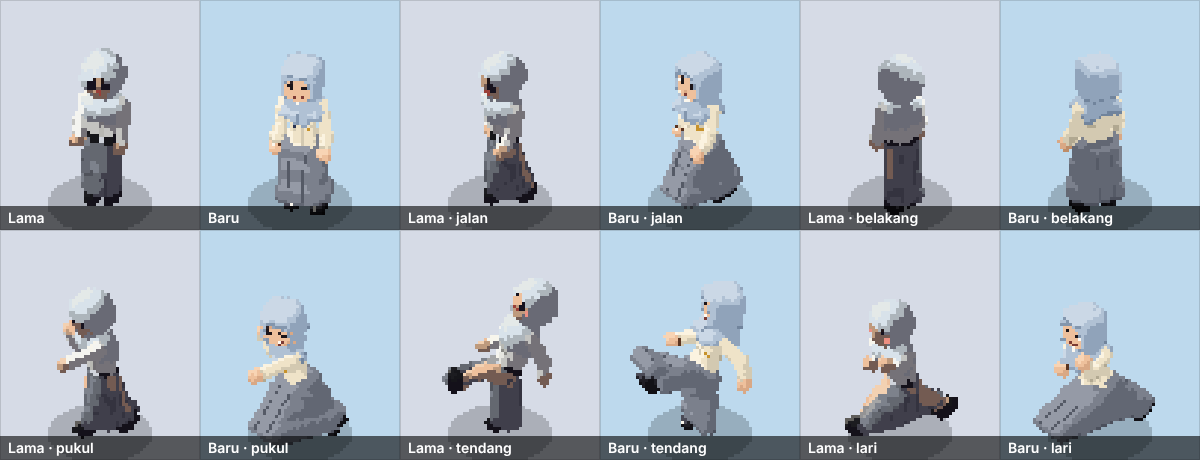 Lama
Baru
Lama · jalan
Baru · jalan
Lama · belakang
Baru · belakang
Lama · pukul
Baru · pukul
Lama · tendang
Baru · tendang
Lama · lari
Baru · lari